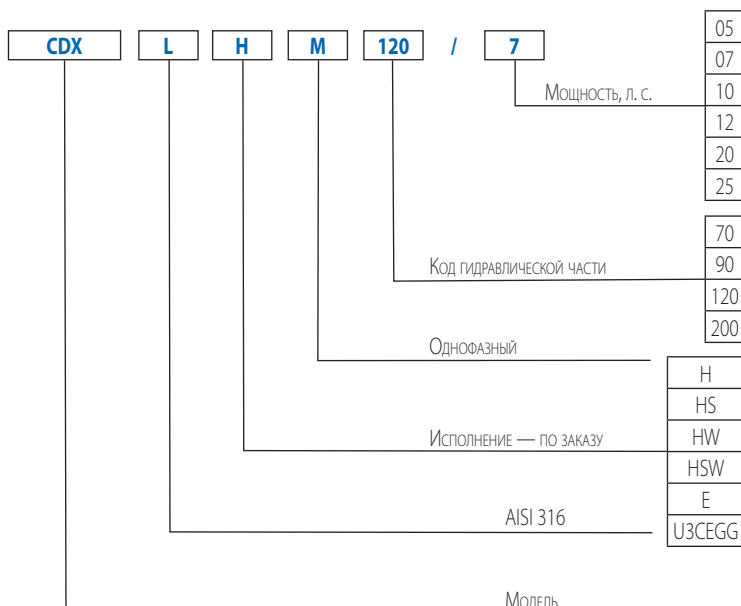 CDX L H M 120 / 7
05
07
Мощность, л. с. 10
12
20
25
70
Код гидравлической части 90
120
200
Однофазный
H
HS
Исполнение — по заказу HW
HSW
E
AISI 316 U3CEGG
Модель